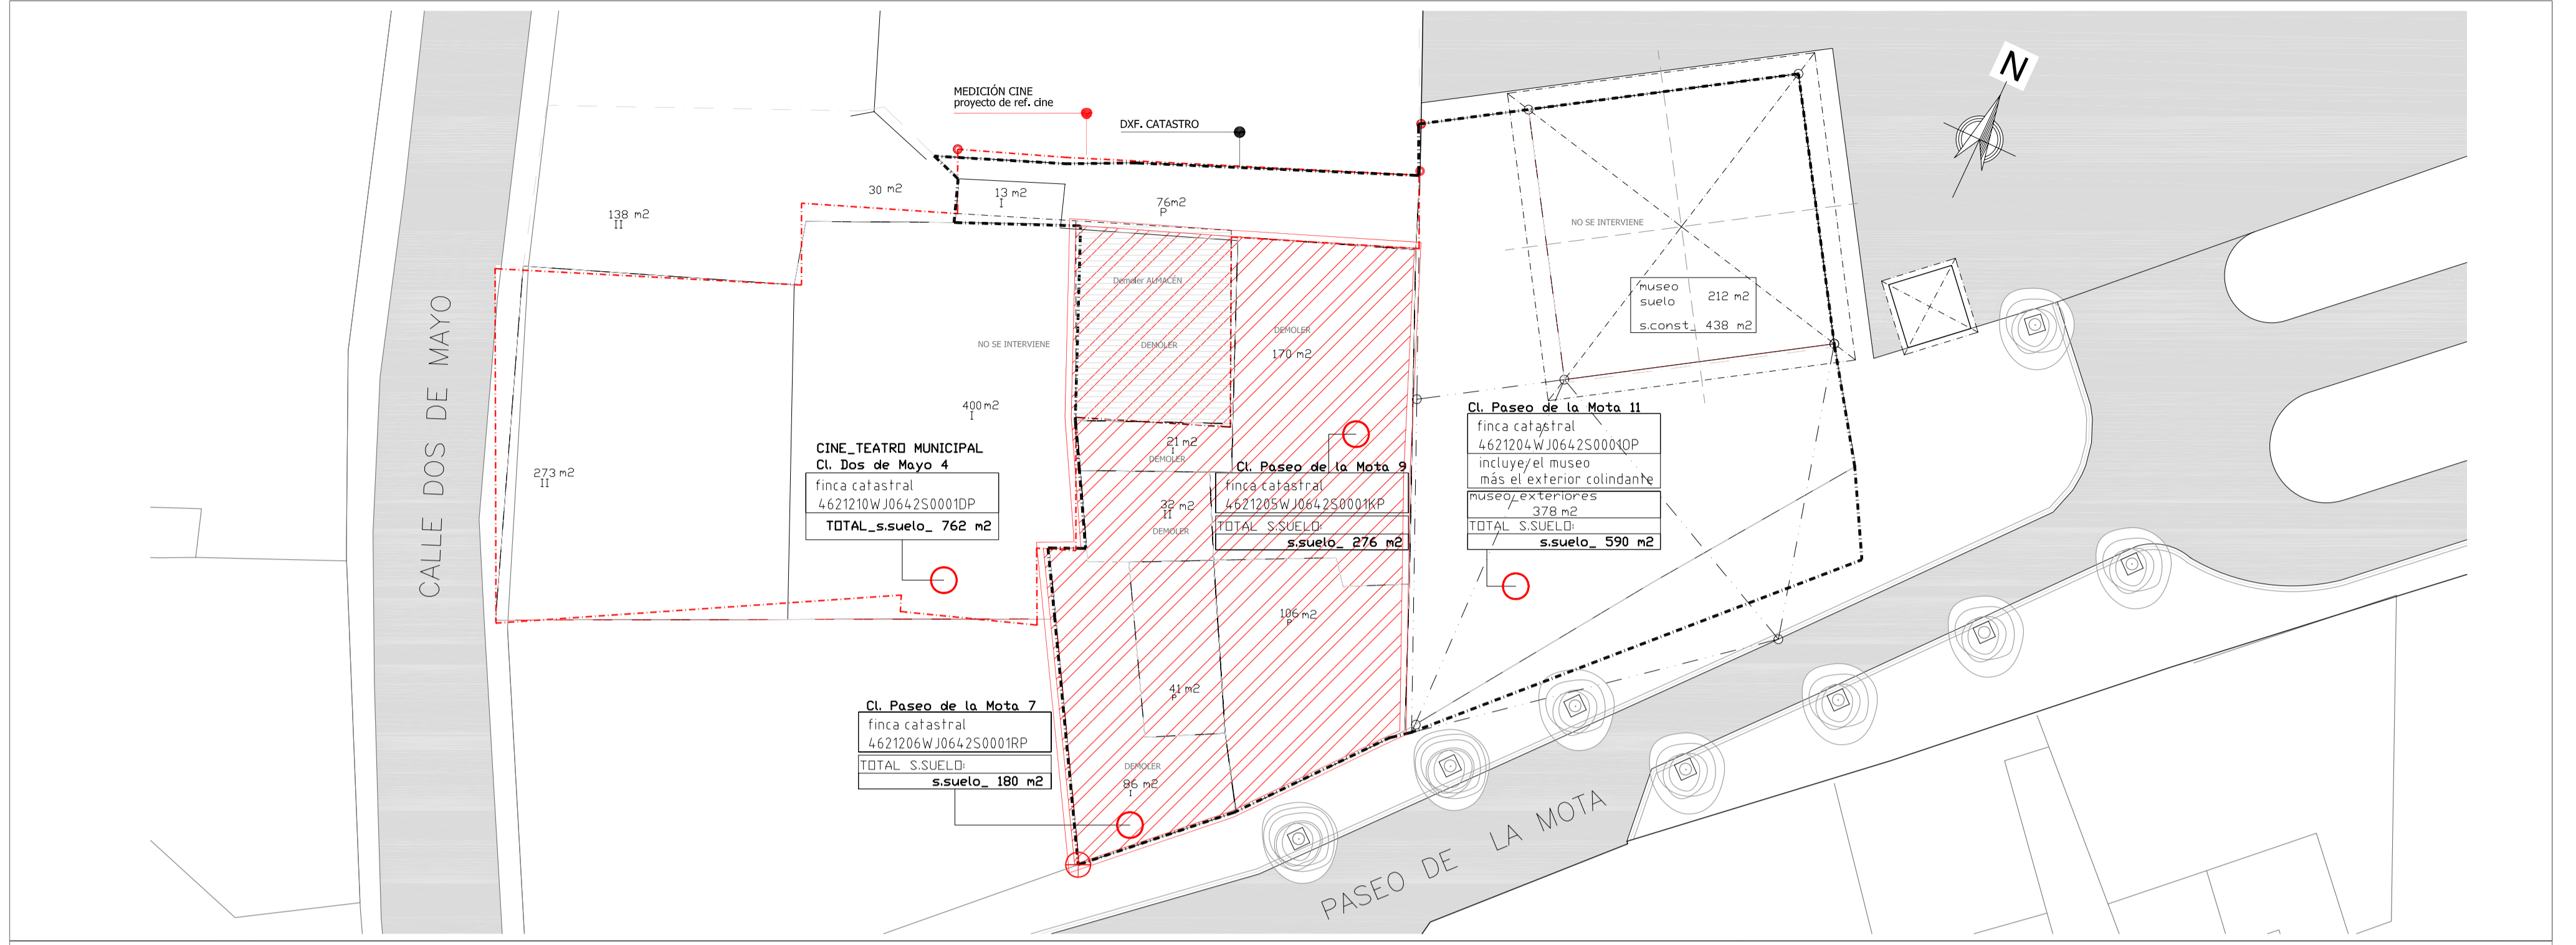 N
MEDICIÓN CINE
proyecto de ref. cine
DXF. CATASTRO
30 m2
13 m2
I
76m2
P
138 m2
II
NO SE INTERVIENE
Demoler ALMACÉN
museo
suelo 212 m2
s.const_ 438 m2
CALLE DOS DE MAYO
NO SE INTERVIENE
DEMOLER
DEMOLER
170 m2
400m2
I
CINE_TEATRO MUNICIPAL
Cl. Dos de Mayo 4
finca catastral
4621210WJ0642S0001DP
TOTAL_s.suelo_ 762 m2
273 m2
II
21 m2
I
DEMOLER
32 m2
II
DEMOLER
Cl. Paseo de la Mota 9
finca catastral
4621205WJ0642S0001KP
TOTAL S.SUELO:
s.suelo_ 276 m2
Cl. Paseo de la Mota 11
finca catastral
4621204WJ0642S0001OP
incluye el museo
más el exterior colindante
museo_exteriores
378 m2
TOTAL S.SUELO:
s.suelo_ 590 m2
106 m2
P
41 m2
P
Cl. Paseo de la Mota 7
finca catastral
4621206WJ0642S0001RP
TOTAL S.SUELO:
s.suelo_ 180 m2
DEMOLER
86 m2
I
PASEO DE LA MOTA